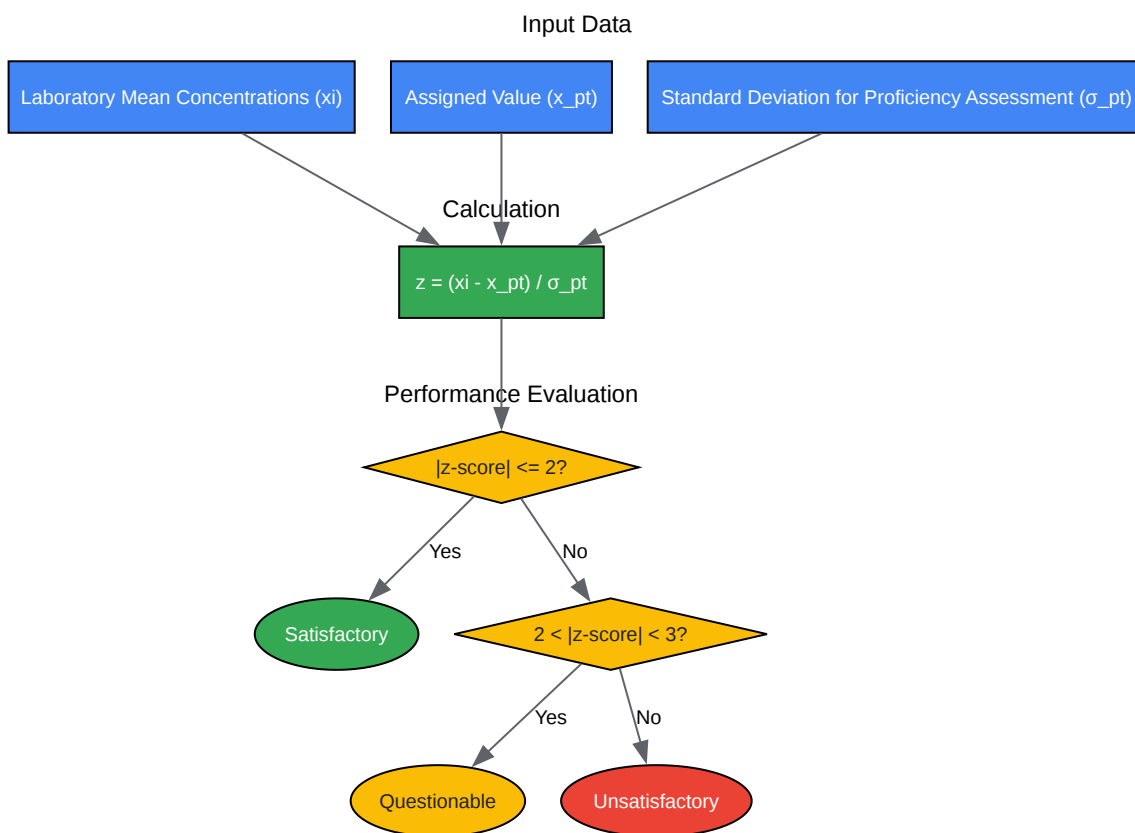 Input Data
Laboratory Mean Concentrations (xi)
Assigned Value (x_pt)
Standard Deviation for Proficiency Assessment (σ_pt)
Calculation
z = (xi - x_pt) / σ_pt
Performance Evaluation
|z-score| <= 2?
Yes
No
Satisfactory
2 < |z-score| < 3?
Yes
No
Questionable
Unsatisfactory